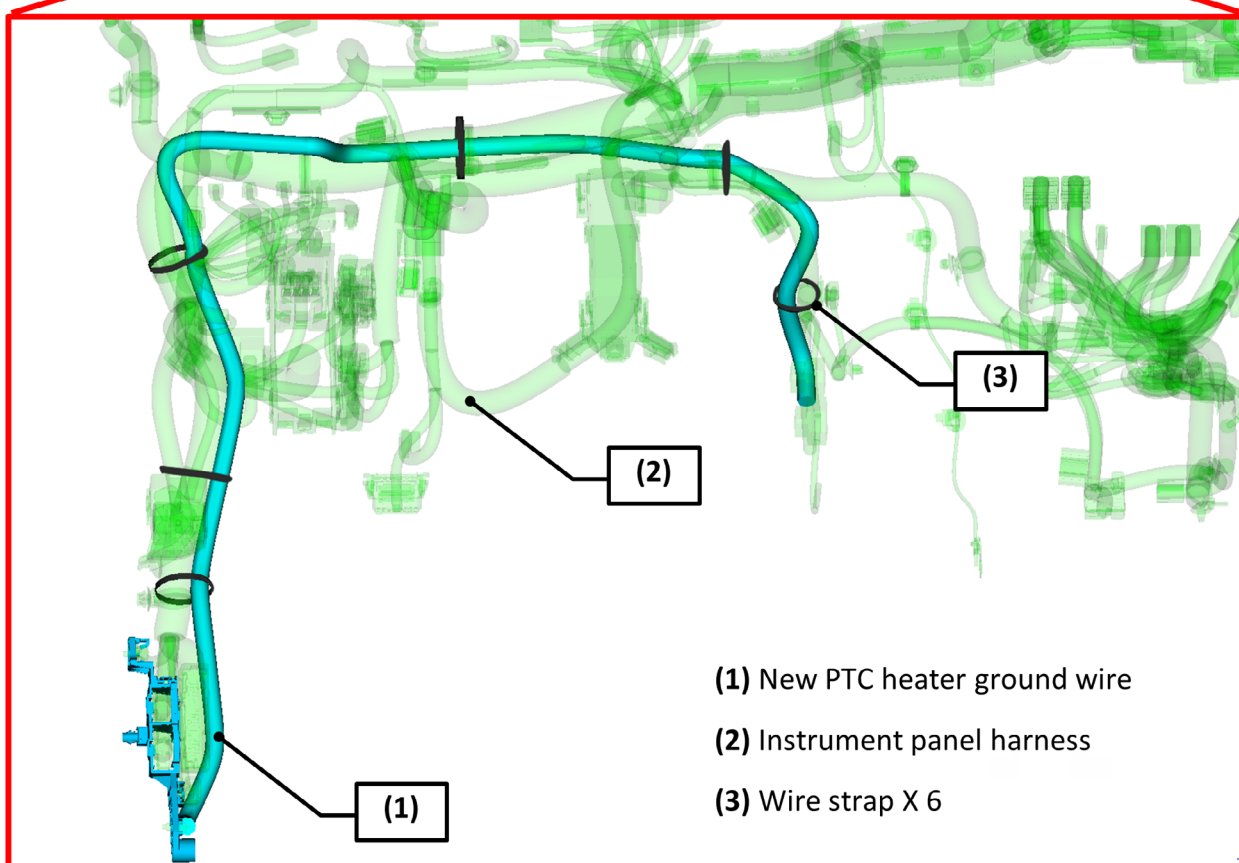 (3)
(2)
(1)
(1) New PTC heater ground wire
(2) Instrument panel harness
(3) Wire strap X 6